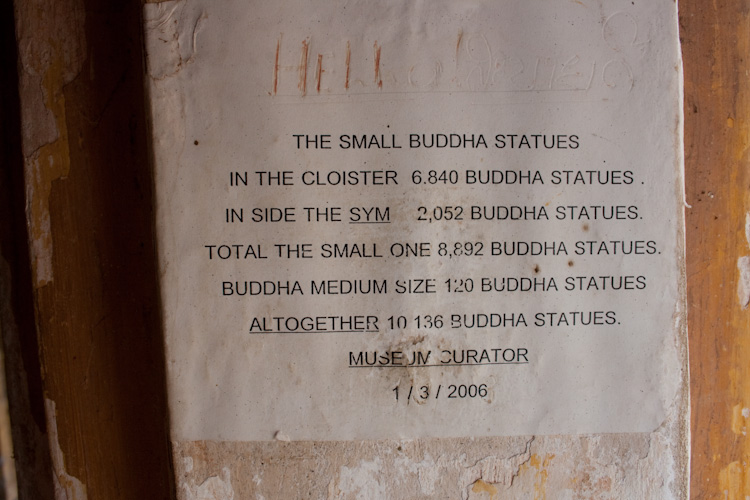 THE SMALL BUDDHA STATUES
IN THE CLOISTER 6.840 BUDDHA STATUES .
IN SIDE THE SYM 2,052 BUDDHA STATUES.
TOTAL THE SMALL ONE 8,892 BUDDHA STATUES.
BUDDHA MEDIUM SIZE 120 BUDDHA STATUES
ALTOGETHER 10 136 BUDDHA STATUES.
MUSEUM CURATOR
1 / 3 / 2006